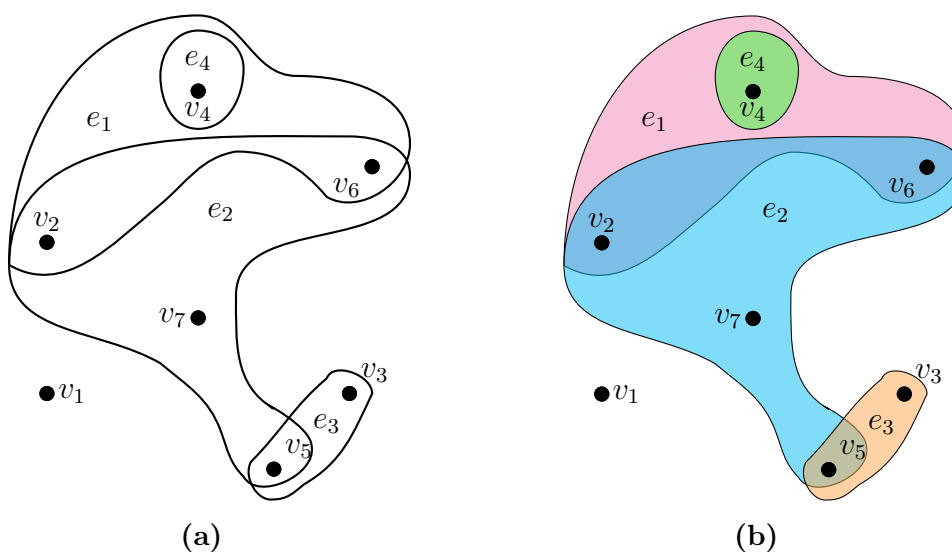 e₄
v₄
e₁
v₆
v₂
e₂
v₇
v₁
v₃
e₃
v₅
(a)
e₄
v₄
e₁
v₆
v₂
e₂
v₇
v₁
v₃
e₃
v₅
(b)